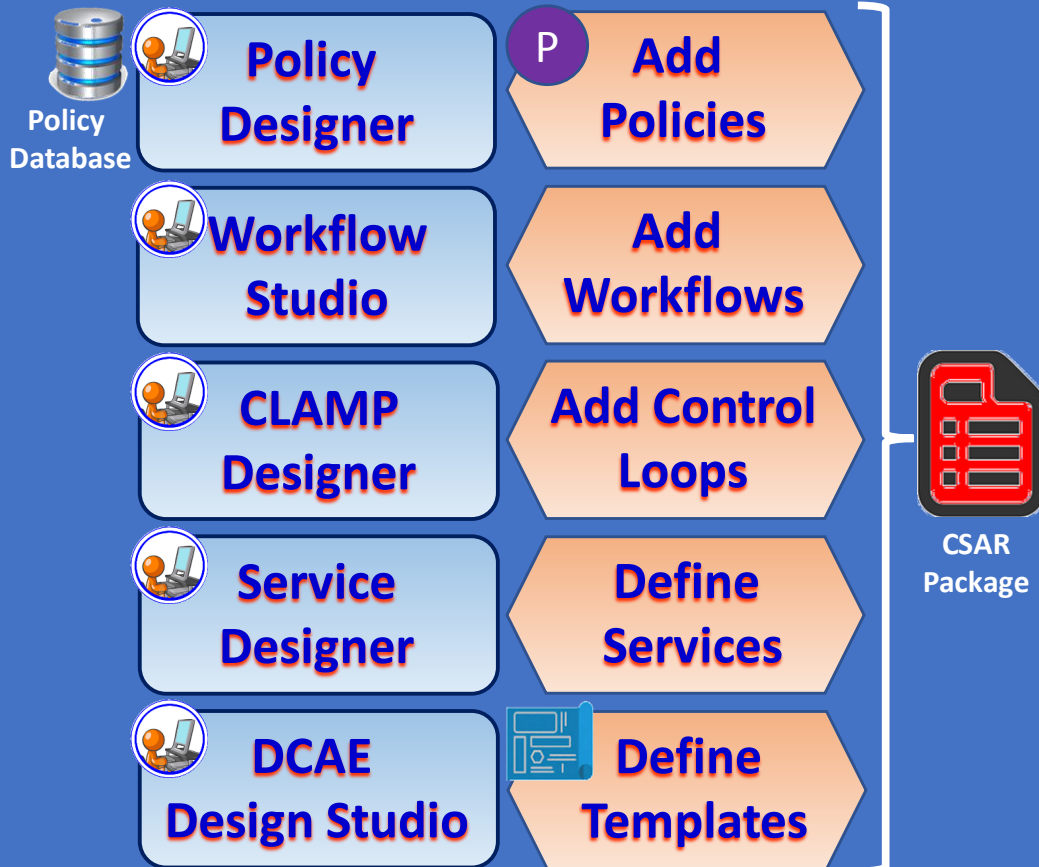 Policy
Database
Policy
Designer
P
Add
Policies
Workflow
Studio
Add
Workflows
CLAMP
Designer
Add Control
Loops
Service
Designer
Define
Services
DCAE
Design Studio
Define
Templates
CSAR
Package